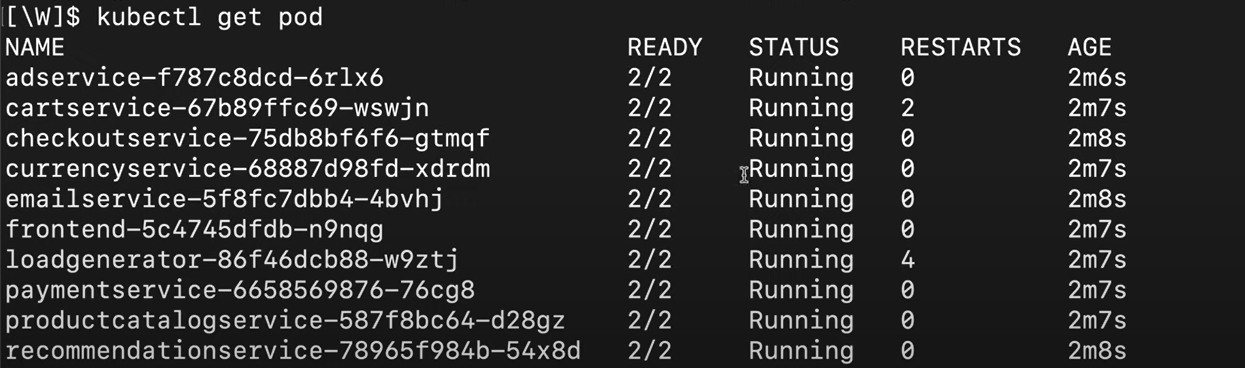 [\W]$ kubectl get pod
NAME READY STATUS RESTARTS AGE
adservice-f787c8dcd-6rlx6 2/2 Running 0 2m6s
cartservice-67b89ffc69-wswjn 2/2 Running 2 2m7s
checkoutservice-75db8bf6f6-gtmqf 2/2 Running 0 2m8s
currencyservice-68887d98fd-xdrdm 2/2 Running 0 2m7s
emailservice-5f8fc7dbb4-4bvhj 2/2 Running 0 2m8s
frontend-5c4745dfdb-n9nqg 2/2 Running 0 2m7s
loadgenerator-86f46dcb88-w9ztj 2/2 Running 4 2m7s
paymentservice-6658569876-76cg8 2/2 Running 0 2m7s
productcatalogservice-587f8bc64-d28gz 2/2 Running 0 2m7s
recommendationservice-78965f984b-54x8d 2/2 Running 0 2m8s